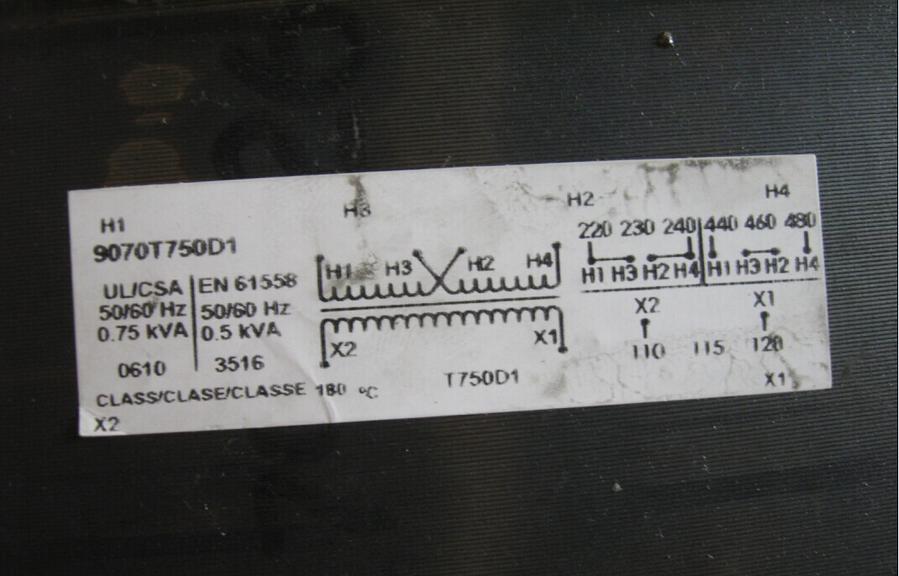 H1 H3 H2 H4
9070T750D1
UL/CSA EN 61558
50/60 Hz 50/60 Hz
0.75 kVA 0.5 kVA
0610 3516
CLASS/CLASE/CLASSE 180 °C
X2
H1 H3 H2 H4
X2 X1
T750D1
220 230 240 440 460 480
H1 H3 H2 H4 H1 H3 H2 H4
X2 X1
110 115 120
X1